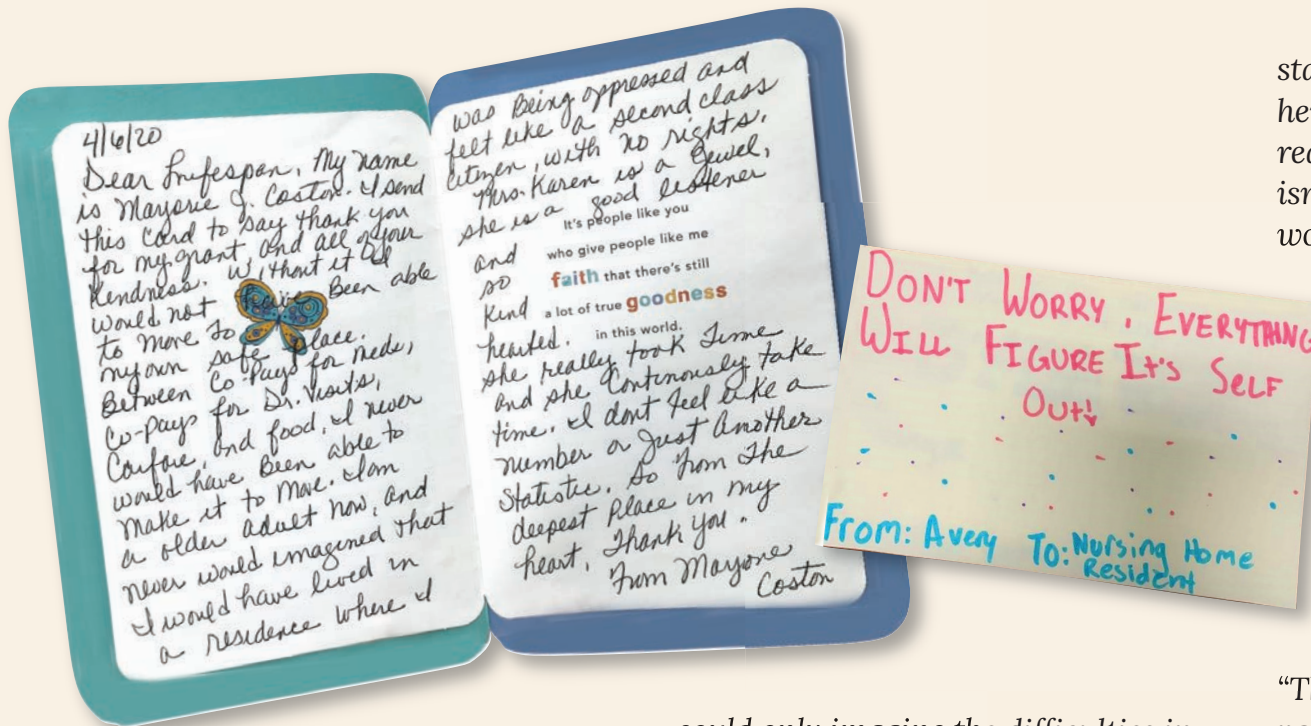 4/6/20
Dear Lifespan, My name
is Marjorie J. Coston. I send
this card to say thank you
for my grant and all of your
kindness. Without it I
would not have Been able
to move to
my own safe place.
Between Co-Pays for meds,
Co-pays for Dr. Visits,
Carfare, and food, I never
would have Been able to
make it to Move. I am
a older adult now, and
never would imagined that
I would have lived in
a residence where I
was Being oppressed and
felt like a second class
citizen, with no rights.
Mrs. Karen is a Jewel,
she is a good listener
and
so
kind
hearted.
It's people like you
who give people like me
faith that there's still
a lot of true goodness
in this world.
she really took Time
and she Continously take
time. I dont feel like a
number or Just Another
Statistic. So from The
deepest Place in my
heart, Thank you.
From Marjorie
Coston
DON'T WORRY, EVERYTHING
WILL FIGURE IT'S SELF
OUT!
From: Avery To: Nursing Home
Resident
could only imagine the difficulties in